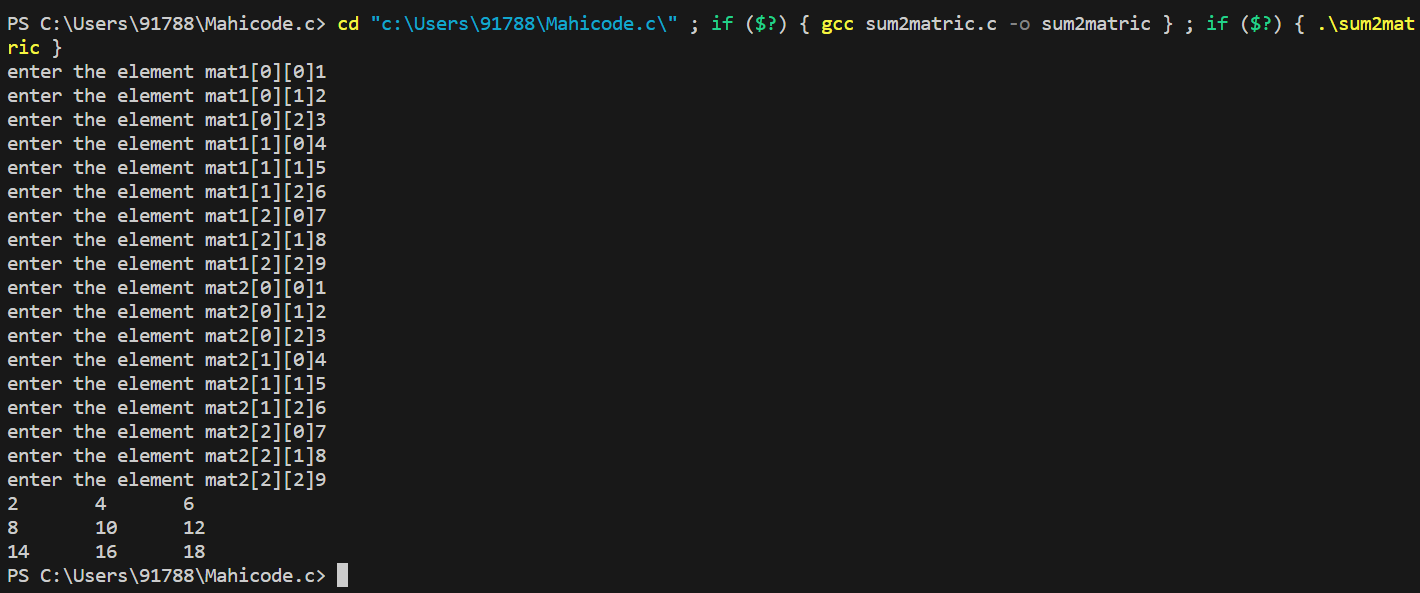 PS C:\Users\91788\Mahicode.c> cd "c:\Users\91788\Mahicode.c\" ; if ($?) { gcc sum2matric.c -o sum2matric } ; if ($?) { .\sum2mat
ric }
enter the element mat1[0][0]1
enter the element mat1[0][1]2
enter the element mat1[0][2]3
enter the element mat1[1][0]4
enter the element mat1[1][1]5
enter the element mat1[1][2]6
enter the element mat1[2][0]7
enter the element mat1[2][1]8
enter the element mat1[2][2]9
enter the element mat2[0][0]1
enter the element mat2[0][1]2
enter the element mat2[0][2]3
enter the element mat2[1][0]4
enter the element mat2[1][1]5
enter the element mat2[1][2]6
enter the element mat2[2][0]7
enter the element mat2[2][1]8
enter the element mat2[2][2]9
2       4       6
8       10      12
14      16      18
PS C:\Users\91788\Mahicode.c>